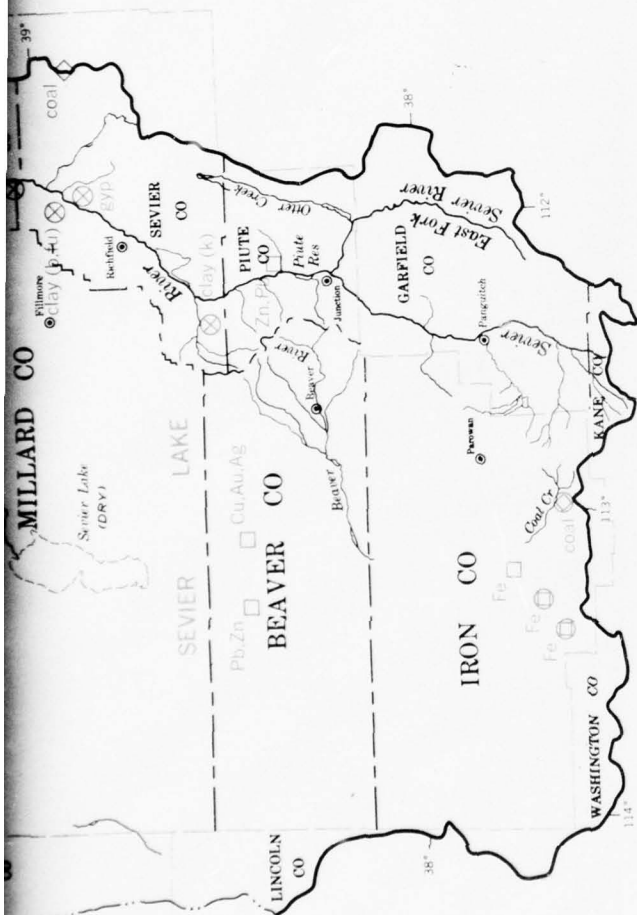 39°
coal
MILLARD CO
Fillmore
clay (b,fu)
gyp
Richfield
SEVIER
CO
Sevier Lake
(DRY)
SEVIER LAKE
River
clay (k)
PIUTE
CO
Otter Creek
38°
Piute
Res
Junction
Pb,Zn
Cu,Au,Ag
BEAVER CO
Beaver
River
Beaver
GARFIELD
CO
East Fork
Sevier River
112°
Panguitch
Sevier
Parowan
LINCOLN
CO
38°
IRON CO
Fe
Fe
Fe
Coal Cr
coal
113°
KANE CO
WASHINGTON CO
114°